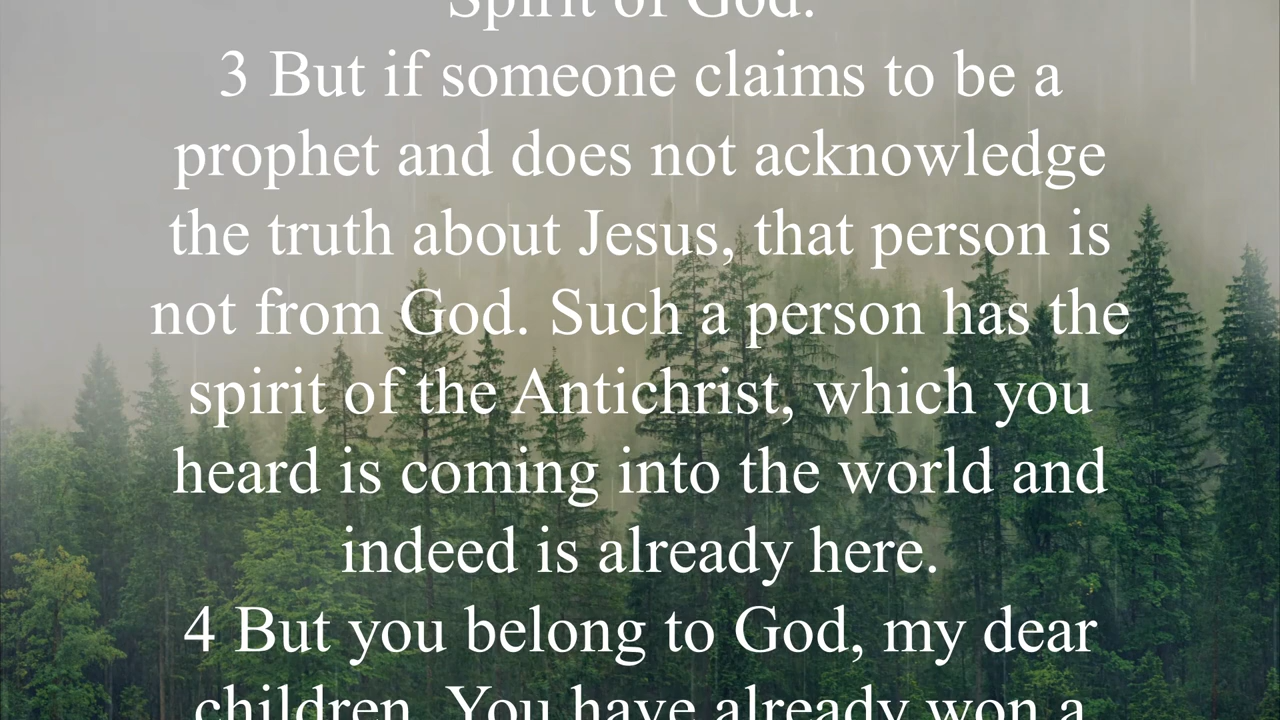 Spirit of God.
3 But if someone claims to be a
prophet and does not acknowledge
the truth about Jesus, that person is
not from God. Such a person has the
spirit of the Antichrist, which you
heard is coming into the world and
indeed is already here.
4 But you belong to God, my dear
children. You have already won a